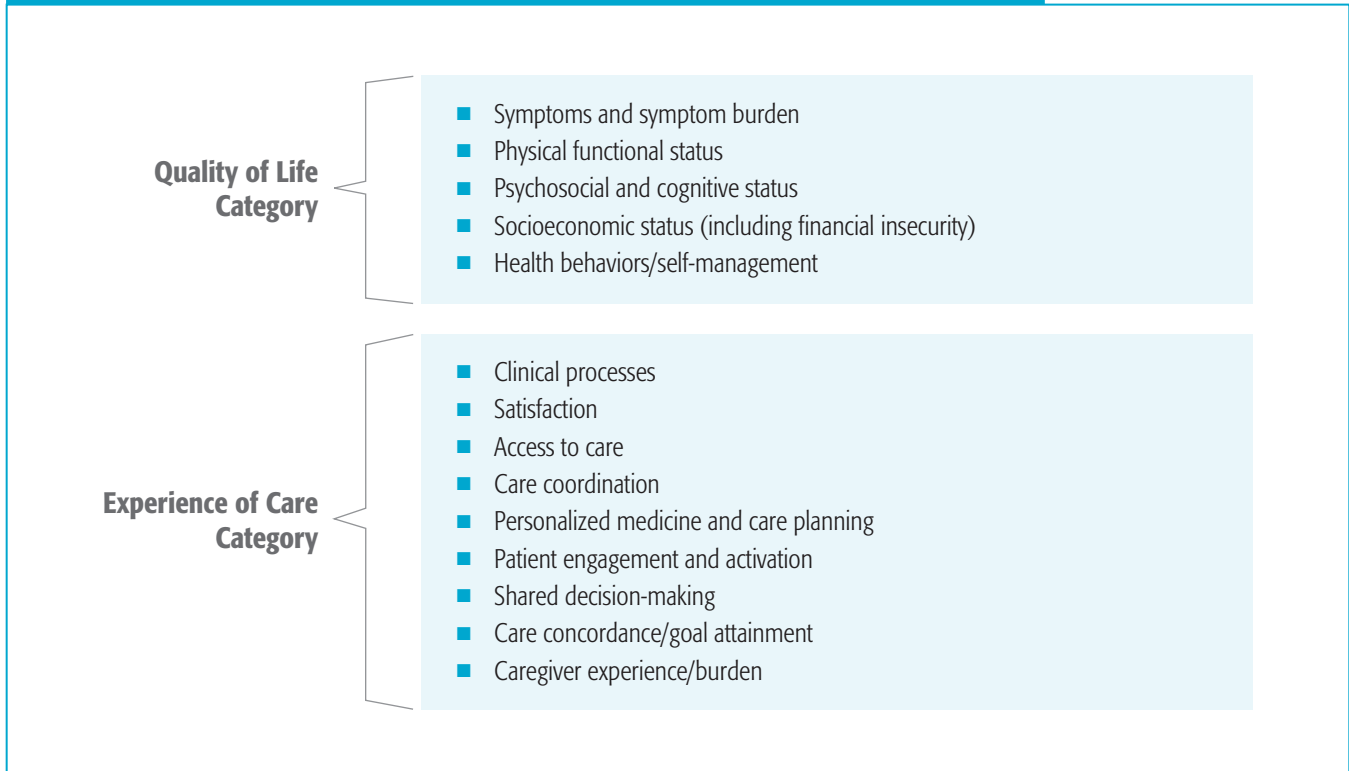 Quality of Life
Category
■ Symptoms and symptom burden
■ Physical functional status
■ Psychosocial and cognitive status
■ Socioeconomic status (including financial insecurity)
■ Health behaviors/self-management
Experience of Care
Category
■ Clinical processes
■ Satisfaction
■ Access to care
■ Care coordination
■ Personalized medicine and care planning
■ Patient engagement and activation
■ Shared decision-making
■ Care concordance/goal attainment
■ Caregiver experience/burden